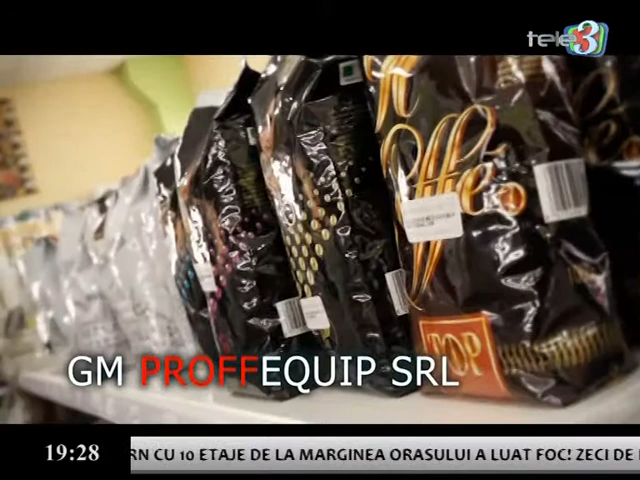 tele3
Coffee
TOP
GM PROFFEQUIP SRL
19:28
RN CU 10 ETAJE DE LA MARGINEA ORASULUI A LUAT FOC! ZECI DE